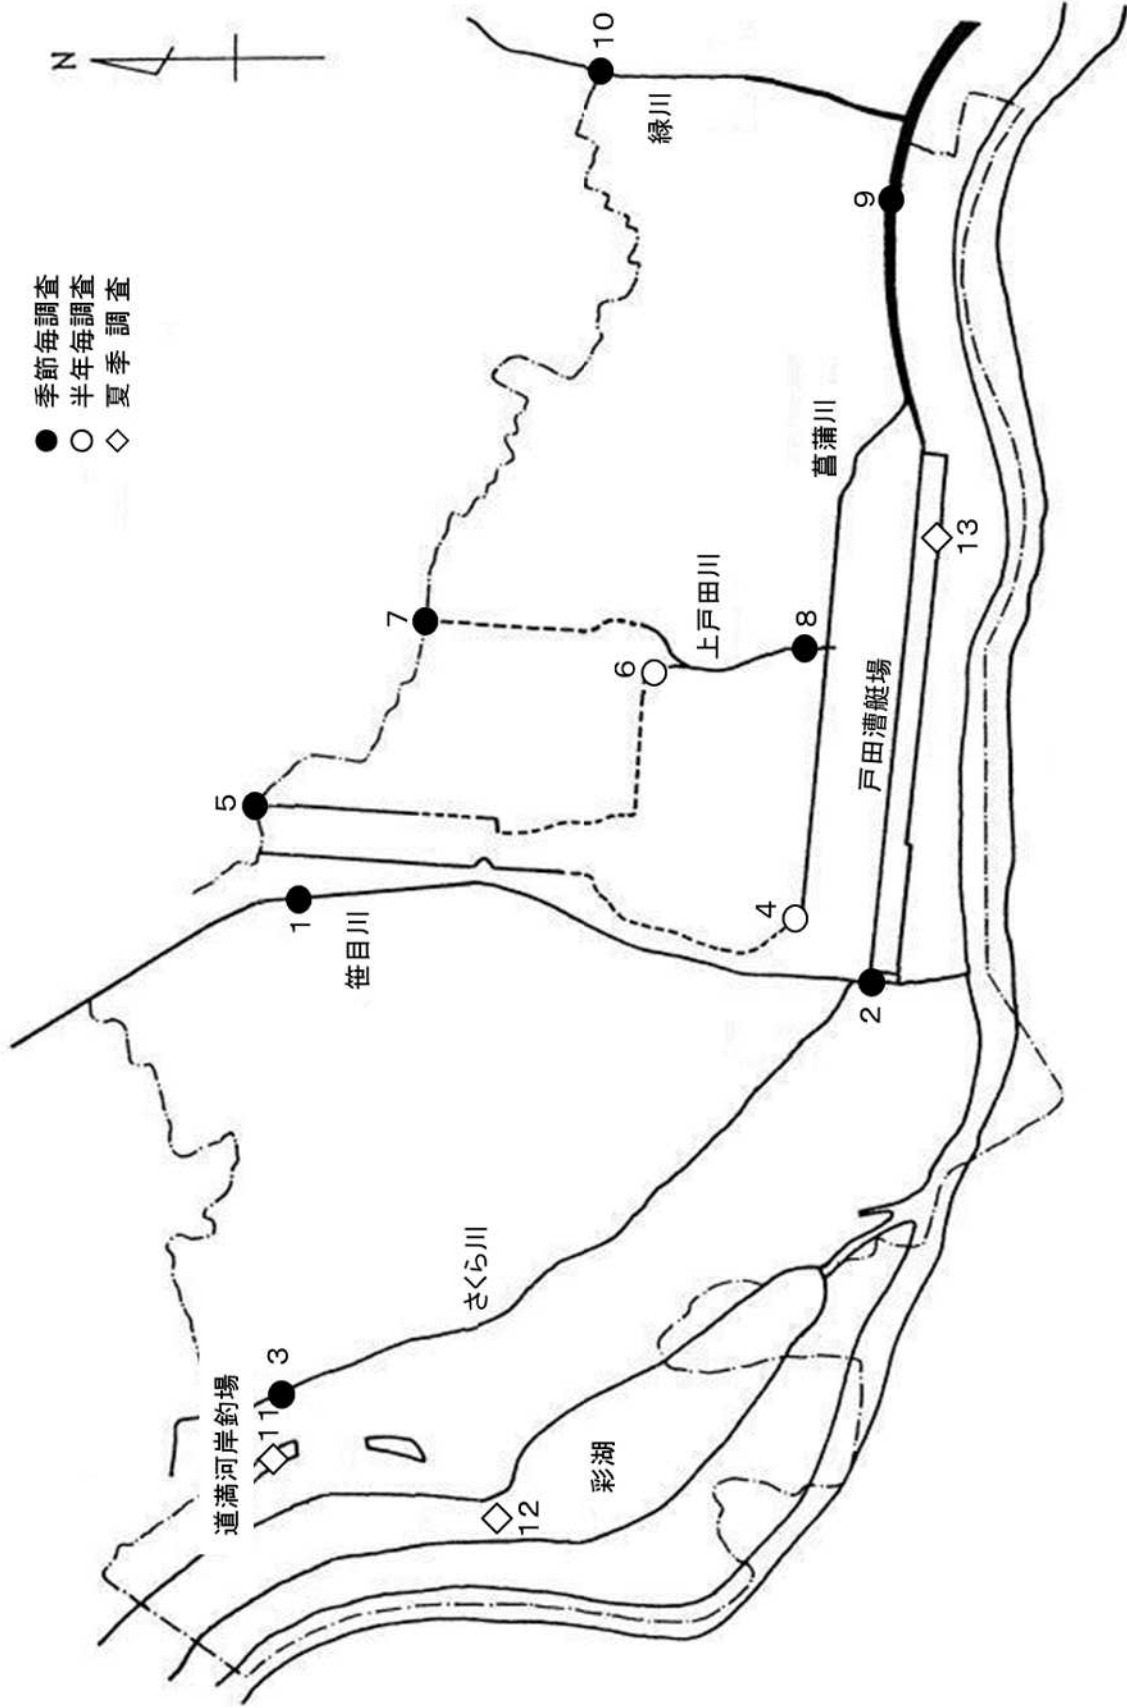 N
● 季節毎調査
○ 半年毎調査
◇ 夏季調査
道満河岸釣場
11
3
12
彩湖
さくら川
1
笹目川
2
5
4
7
6
上戸田川
8
戸田漕艇場
菖蒲川
13
9
10
緑川